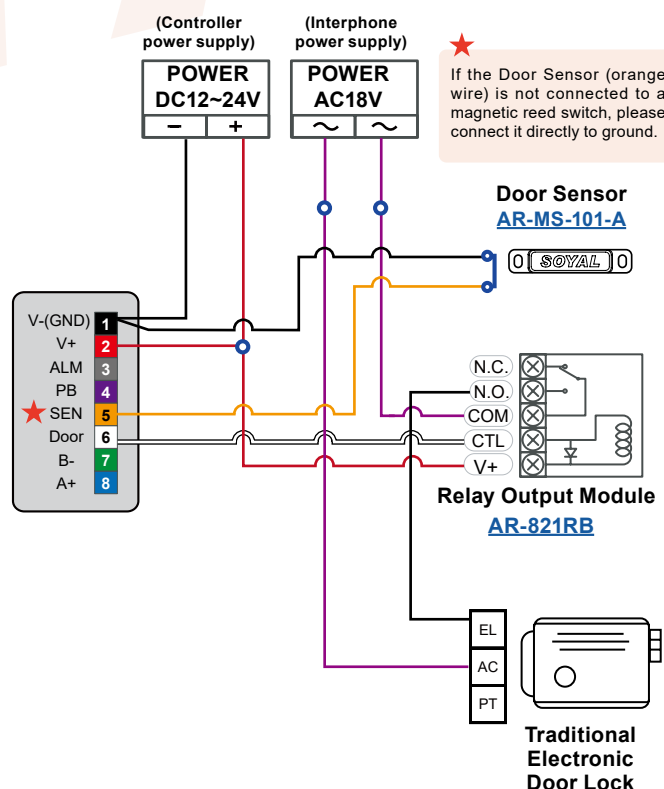 (Controller
power supply)
(Interphone
power supply)
POWER
DC12~24V
− +
POWER
AC18V
∼ ∼
If the Door Sensor (orange
wire) is not connected to a
magnetic reed switch, please
connect it directly to ground.
Door Sensor
AR-MS-101-A
SOYAL
V-(GND) 1
V+ 2
ALM 3
PB 4
SEN 5
Door 6
B- 7
A+ 8
N.C.
N.O.
COM
CTL
V+
Relay Output Module
AR-821RB
EL
AC
PT
Traditional
Electronic
Door Lock